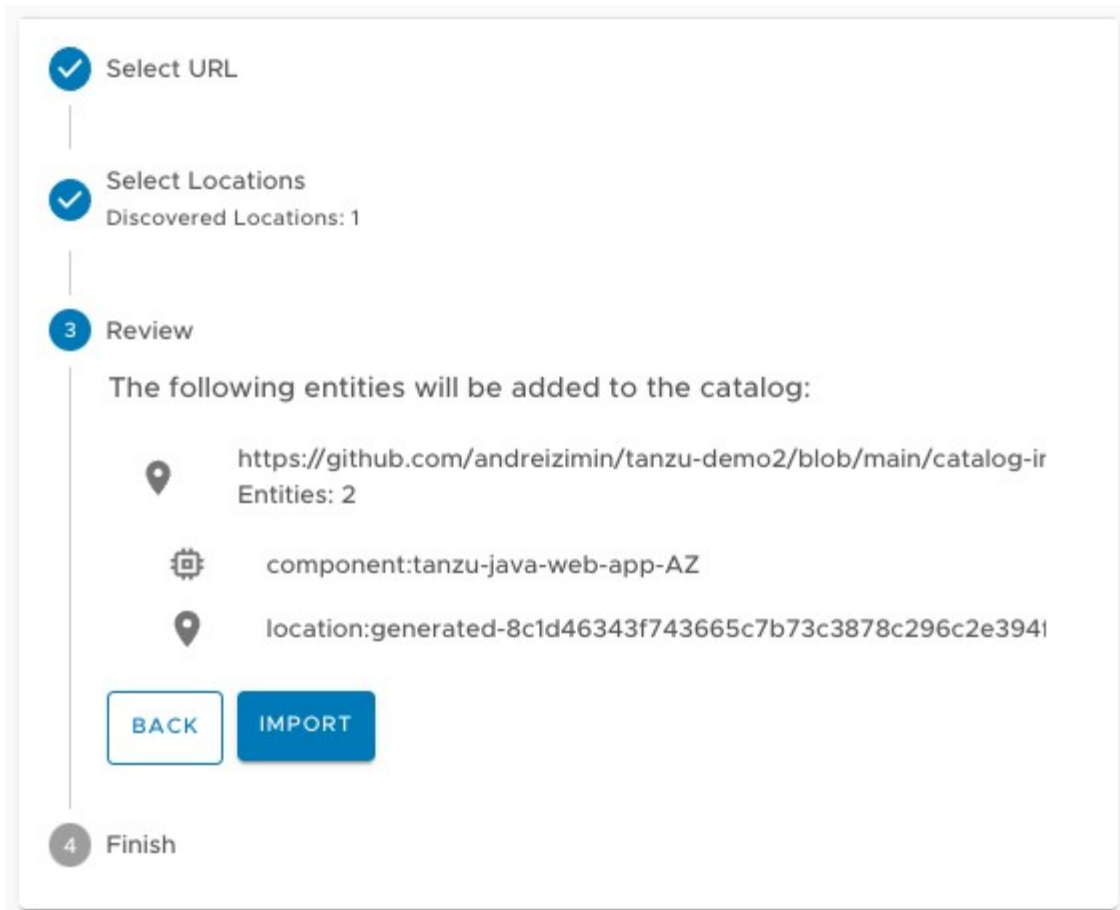 Select URL
Select Locations
Discovered Locations: 1
3
Review
The following entities will be added to the catalog:
https://github.com/andreizimin/tanzu-demo2/blob/main/catalog-ir
Entities: 2
component:tanzu-java-web-app-AZ
location:generated-8c1d46343f743665c7b73c3878c296c2e394f
BACK
IMPORT
4
Finish